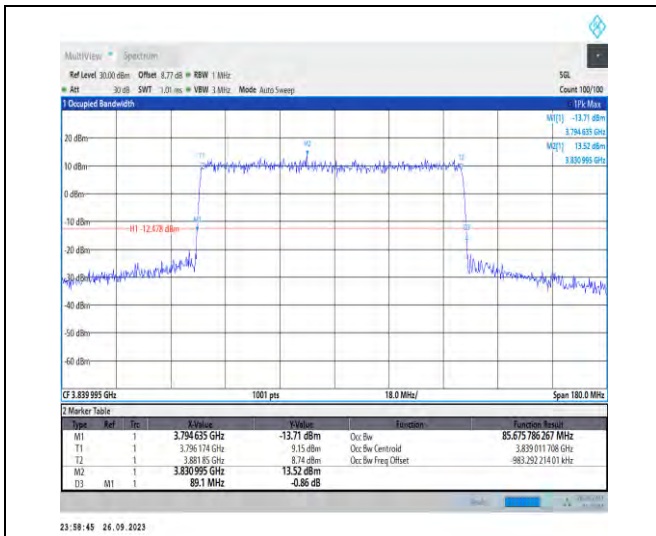 MultiView Spectrum
Ref Level 30.00 dBm Offset 8.77 dB RBW 1 MHz SGL
Att 30 dB SWT 1.01 ms VBW 3 MHz Mode Auto Sweep Count 100/100
1 Occupied Bandwidth 1Pk Max
M1[1] -13.71 dBm
3.794 635 GHz
M2[1] 13.52 dBm
3.830 995 GHz
20 dBm
M2
T1
T2
10 dBm
0 dBm
-10 dBm
M1
H1 -12.478 dBm
D3
-20 dBm
-30 dBm
-40 dBm
-50 dBm
-60 dBm
CF 3.839 995 GHz 1001 pts 18.0 MHz/ Span 180.0 MHz
2 Marker Table
Type Ref Trc X-Value Y-Value Function Function Result
M1 1 3.794 635 GHz -13.71 dBm Occ Bw 85.675 786 267 MHz
T1 1 3.796 174 GHz 9.15 dBm Occ Bw Centroid 3.839 011 708 GHz
T2 1 3.881 85 GHz 8.74 dBm Occ Bw Freq Offset -983.292 214 01 kHz
M2 1 3.830 995 GHz 13.52 dBm
D3 M1 1 89.1 MHz -0.86 dB
23:58:45 26.09.2023